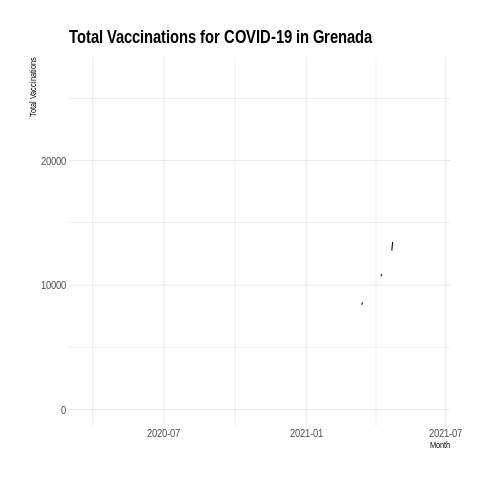 Total Vaccinations for COVID-19 in Grenada
Total Vaccinations
20000
10000
0
2020-07
2021-01
2021-07
Month